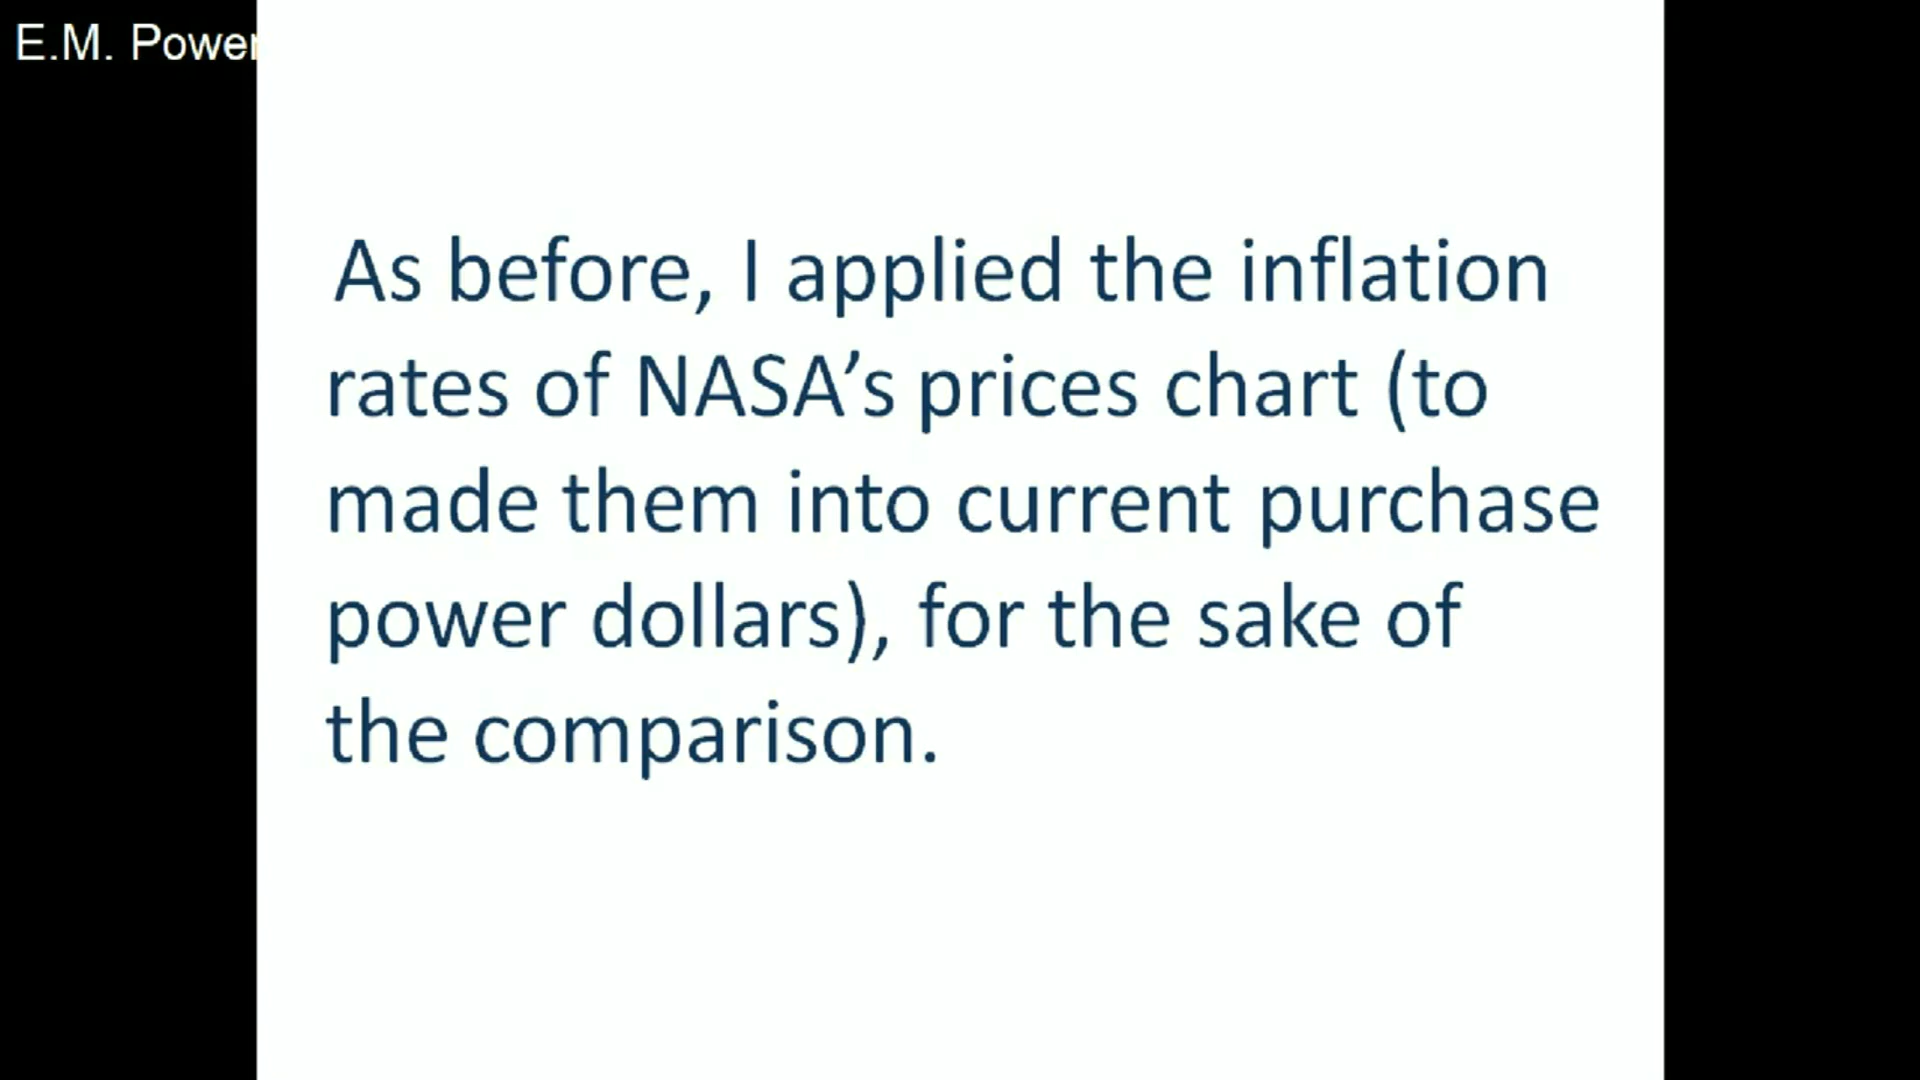 E.M. Power
As before, I applied the inflation
rates of NASA’s prices chart (to
made them into current purchase
power dollars), for the sake of
the comparison.